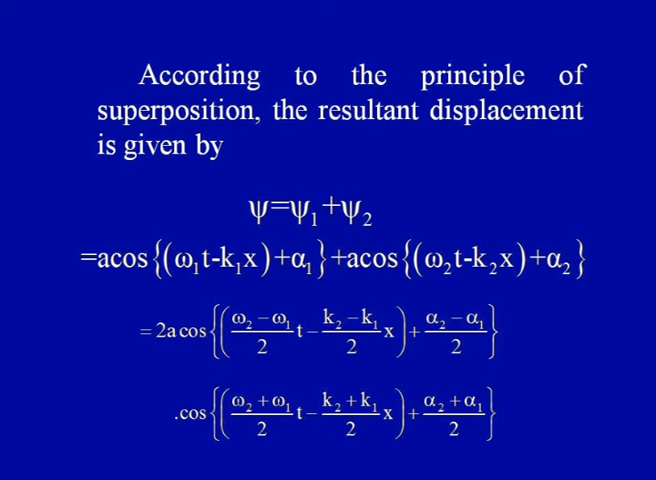 According to the principle of
superposition, the resultant displacement
is given by
ψ=ψ₁+ψ₂
=acos{(ω₁t-k₁x)+α₁}+acos{(ω₂t-k₂x)+α₂}
=2a cos{((ω₂−ω₁)/2 t−(k₂−k₁)/2 x)+(α₂−α₁)/2}
.cos{((ω₂+ω₁)/2 t−(k₂+k₁)/2 x)+(α₂+α₁)/2}